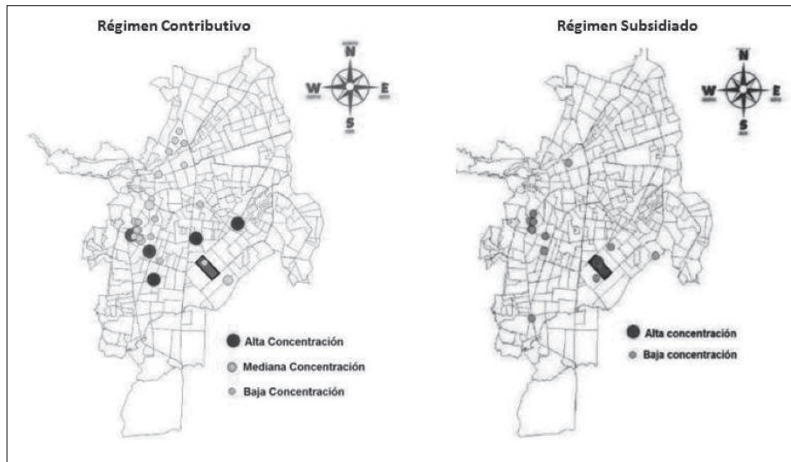 Régimen Contributivo
N
W E
S
Alta Concentración
Mediana Concentración
Baja Concentración
Régimen Subsidiado
N
W E
S
Alta concentración
Baja concentración